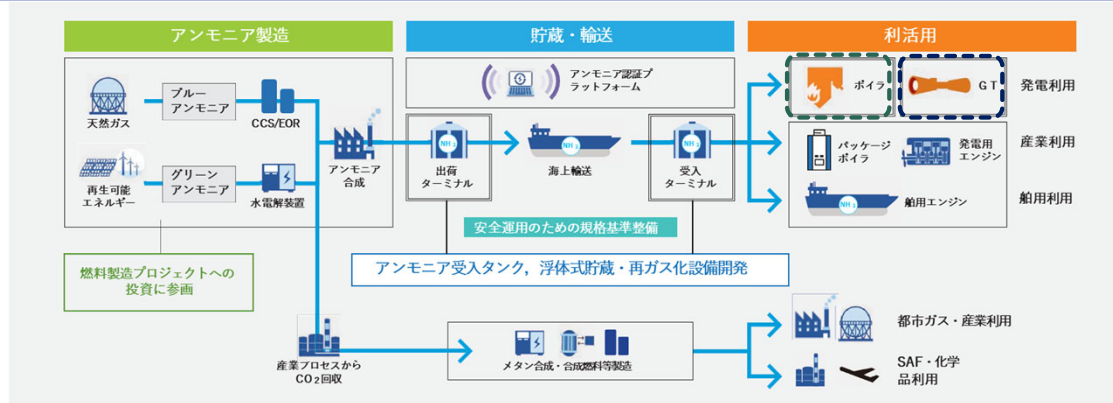 アンモニア製造
貯蔵・輸送
利活用
天然ガス
ブルー
アンモニア
CCS/EOR
再生可能
エネルギー
グリーン
アンモニア
水電解装置
アンモニア
合成
アンモニア認証プ
ラットフォーム
NH3
出荷
ターミナル
NH3
海上輸送
NH3
受入
ターミナル
ボイラ
GT
発電利用
パッケージ
ボイラ
発電用
エンジン
産業利用
NH3
舶用エンジン
舶用利用
安全運用のための規格基準整備
燃料製造プロジェクトへの
投資に参画
アンモニア受入タンク，浮体式貯蔵・再ガス化設備開発
産業プロセスから
CO2回収
メタン合成・合成燃料等製造
都市ガス・産業利用
SAF・化学
品利用